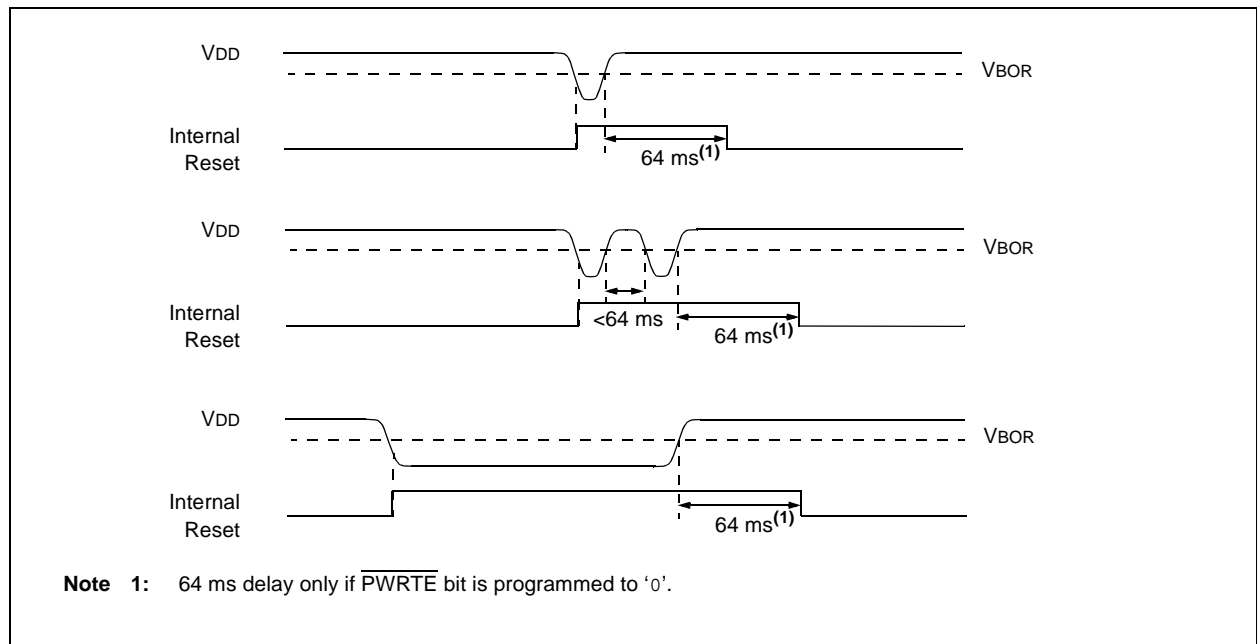 VDD
VBOR
Internal
Reset
64 ms(1)
VDD
VBOR
Internal
Reset
<64 ms
64 ms(1)
VDD
VBOR
Internal
Reset
64 ms(1)
Note 1: 64 ms delay only if PWRTE bit is programmed to ‘0’.